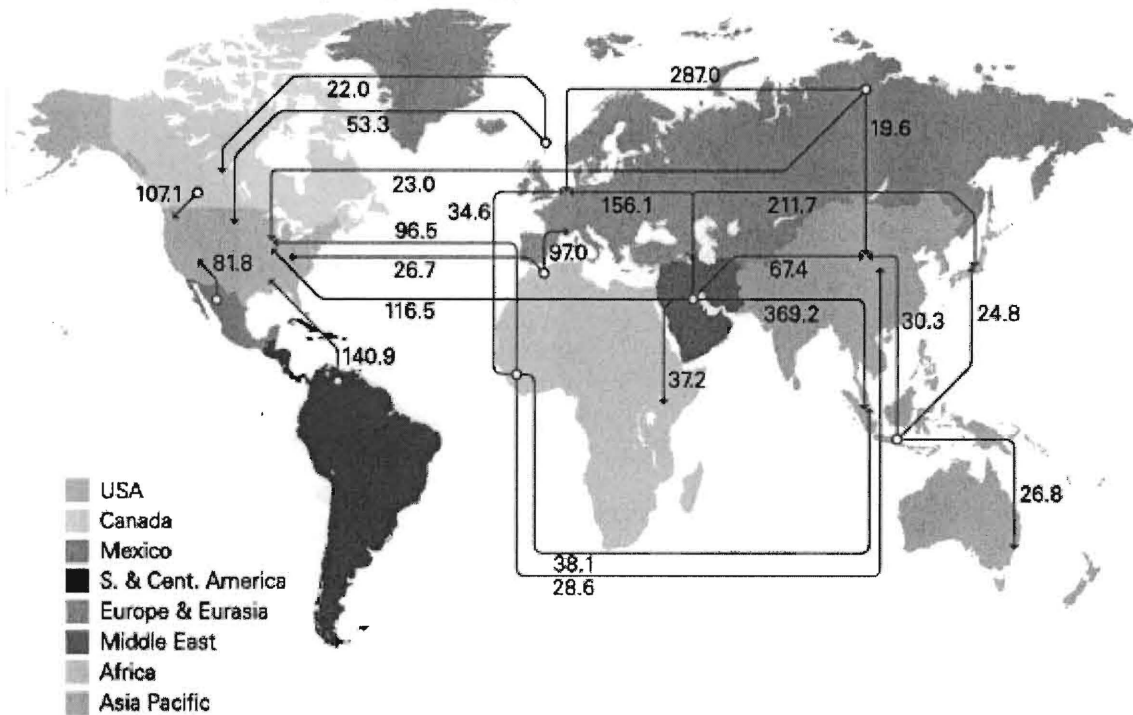 287.0
22.0
53.3
19.6
107.1
23.0
34.6
156.1
211.7
96.5
97.0
81.8
26.7
67.4
116.5
369.2
30.3
24.8
140.9
37.2
USA
26.8
Canada
Mexico
38.1
S. & Cent. America
28.6
Europe & Eurasia
Middle East
Africa
Asia Pacific